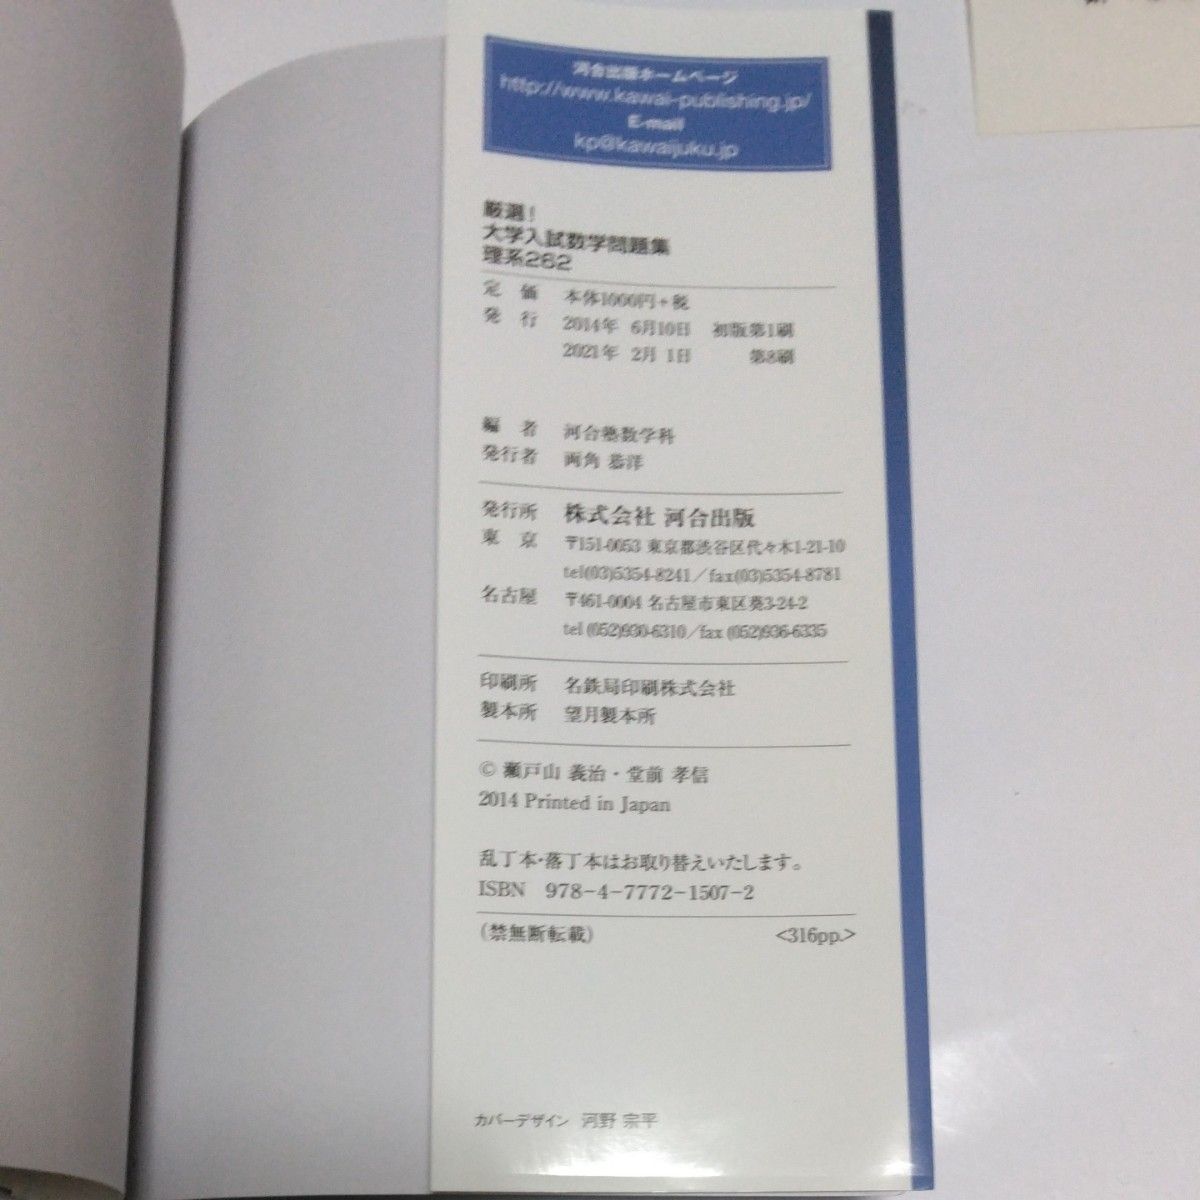 河合出版ホームページ
http://www.kawai-publishing.jp/
E-mail
kp@kawaijuku.jp
厳選!
大学入試数学問題集
理系262
定 価 本体1000円+税
発 行 2014年 6月10日 初版第1刷
2021年 2月 1日 第8刷
編 者 河合塾数学科
発行者 両角 恭洋
発行所 株式会社 河合出版
東 京 〒151-0053 東京都渋谷区代々木1-21-10
tel(03)5354-8241/fax(03)5354-8781
名古屋 〒461-0004 名古屋市東区葵3-24-2
tel (052)930-6310/fax (052)936-6335
印刷所 名鉄局印刷株式会社
製本所 望月製本所
© 瀬戸山 義治・堂前 孝信
2014 Printed in Japan
乱丁本・落丁本はお取り替えいたします。
ISBN 978-4-7772-1507-2
(禁無断転載) <316pp.>
カバーデザイン 河野 宗平